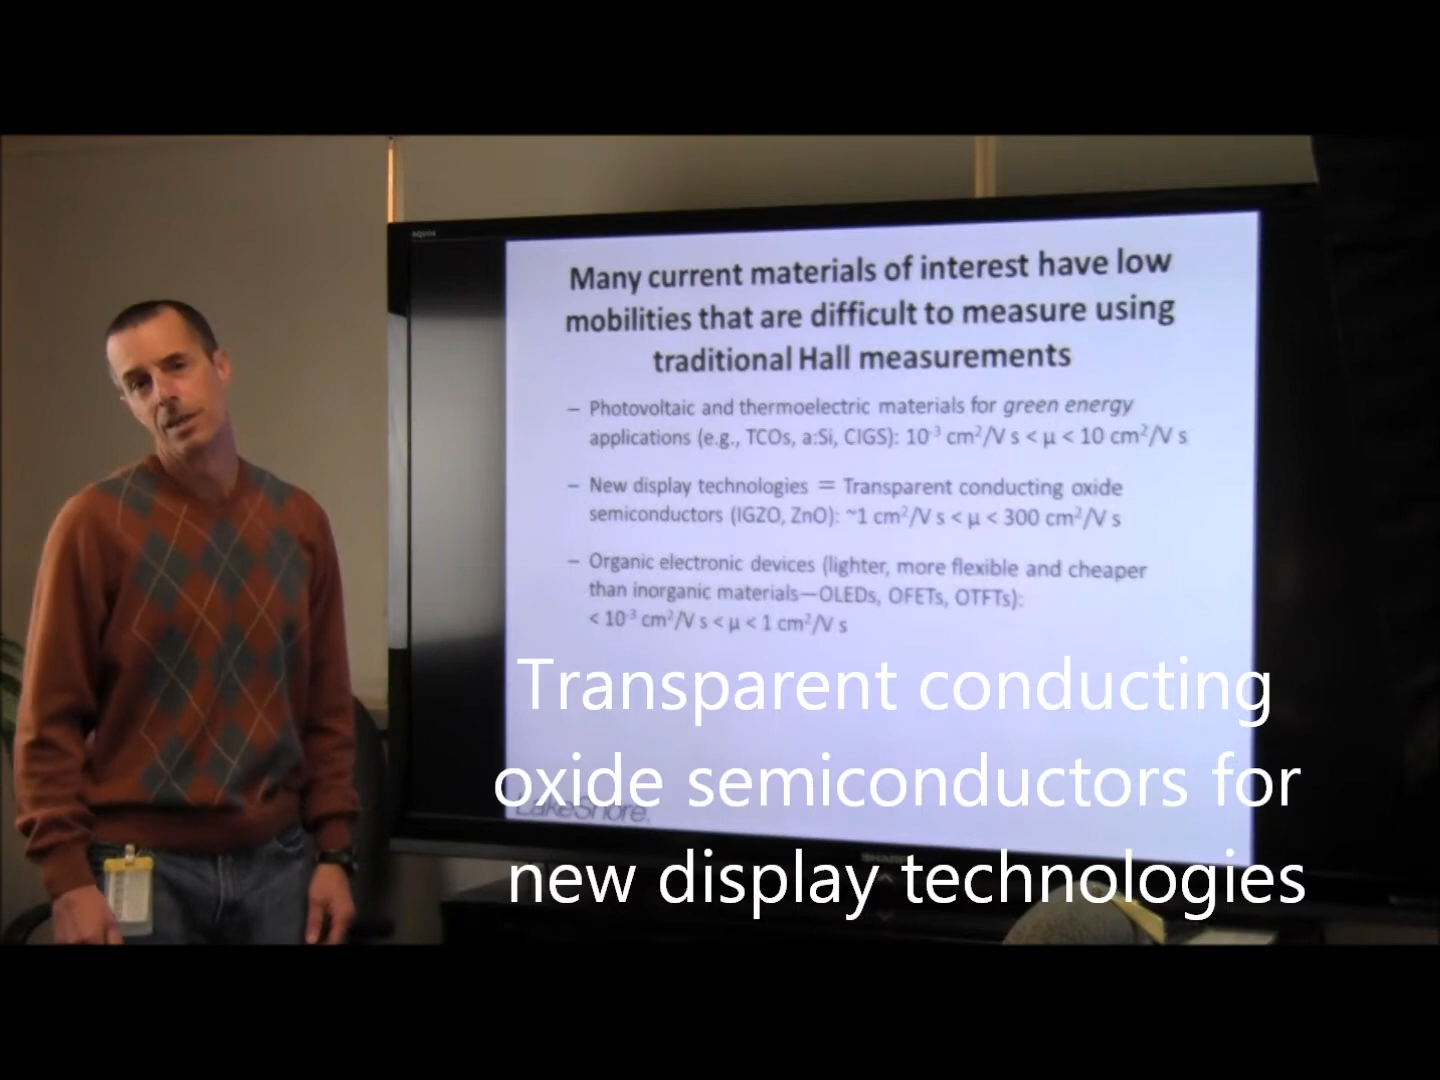 AQUOS
Many current materials of interest have low
mobilities that are difficult to measure using
traditional Hall measurements
– Photovoltaic and thermoelectric materials for green energy
applications (e.g., TCOs, a:Si, CIGS): 10⁻³ cm²/V s < μ < 10 cm²/V s
– New display technologies = Transparent conducting oxide
semiconductors (IGZO, ZnO): ~1 cm²/V s < μ < 300 cm²/V s
– Organic electronic devices (lighter, more flexible and cheaper
than inorganic materials—OLEDs, OFETs, OTFTs):
< 10⁻³ cm²/V s < μ < 1 cm²/V s
Transparent conducting
oxide semiconductors for
new display technologies
LakeShore
SHARP